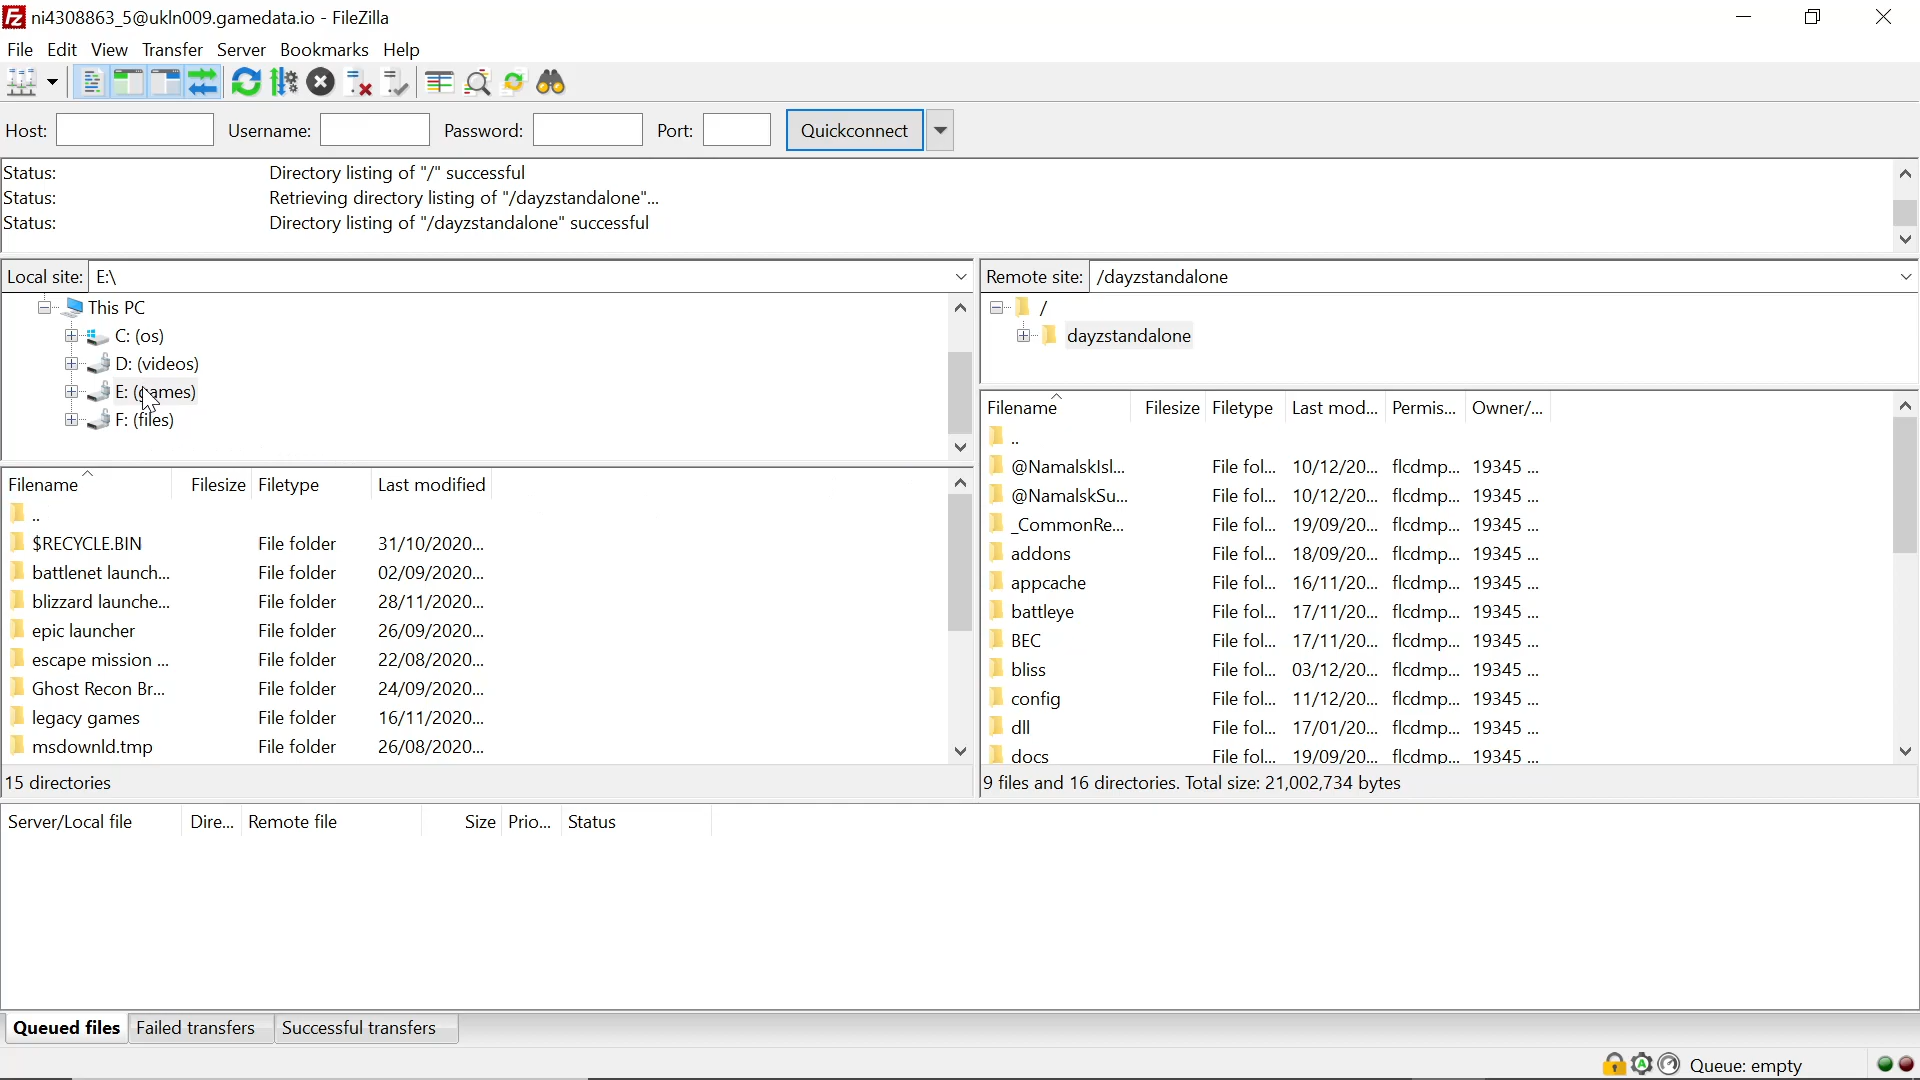 ni4308863_5@ukln009.gamedata.io - FileZilla
File Edit View Transfer Server Bookmarks Help
Host: Username: Password: Port: Quickconnect
Status: Directory listing of "/" successful
Status: Retrieving directory listing of "/dayzstandalone"...
Status: Directory listing of "/dayzstandalone" successful
Local site: E:\
This PC
C: (os)
D: (videos)
E: (games)
F: (files)
Filename Filesize Filetype Last modified
..
$RECYCLE.BIN File folder 31/10/2020...
battlenet launch... File folder 02/09/2020...
blizzard launche... File folder 28/11/2020...
epic launcher File folder 26/09/2020...
escape mission ... File folder 22/08/2020...
Ghost Recon Br... File folder 24/09/2020...
legacy games File folder 16/11/2020...
msdownld.tmp File folder 26/08/2020...
15 directories
Remote site: /dayzstandalone
/
dayzstandalone
Filename Filesize Filetype Last mod... Permis... Owner/...
..
@NamalskIsl... File fol... 10/12/20... flcdmp... 19345 ...
@NamalskSu... File fol... 10/12/20... flcdmp... 19345 ...
_CommonRe... File fol... 19/09/20... flcdmp... 19345 ...
addons File fol... 18/09/20... flcdmp... 19345 ...
appcache File fol... 16/11/20... flcdmp... 19345 ...
battleye File fol... 17/11/20... flcdmp... 19345 ...
BEC File fol... 17/11/20... flcdmp... 19345 ...
bliss File fol... 03/12/20... flcdmp... 19345 ...
config File fol... 11/12/20... flcdmp... 19345 ...
dll File fol... 17/01/20... flcdmp... 19345 ...
docs File fol... 19/09/20... flcdmp... 19345 ...
9 files and 16 directories. Total size: 21,002,734 bytes
Server/Local file Dire... Remote file Size Prio... Status
Queued files Failed transfers Successful transfers
Queue: empty